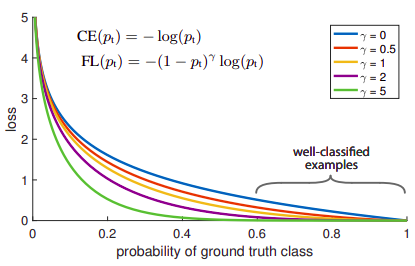 CE(pt) = − log(pt)
FL(pt) = −(1 − pt)^γ log(pt)
γ = 0
γ = 0.5
γ = 1
γ = 2
γ = 5
well-classified
examples
loss
5
4
3
2
1
0
0 0.2 0.4 0.6 0.8 1
probability of ground truth class